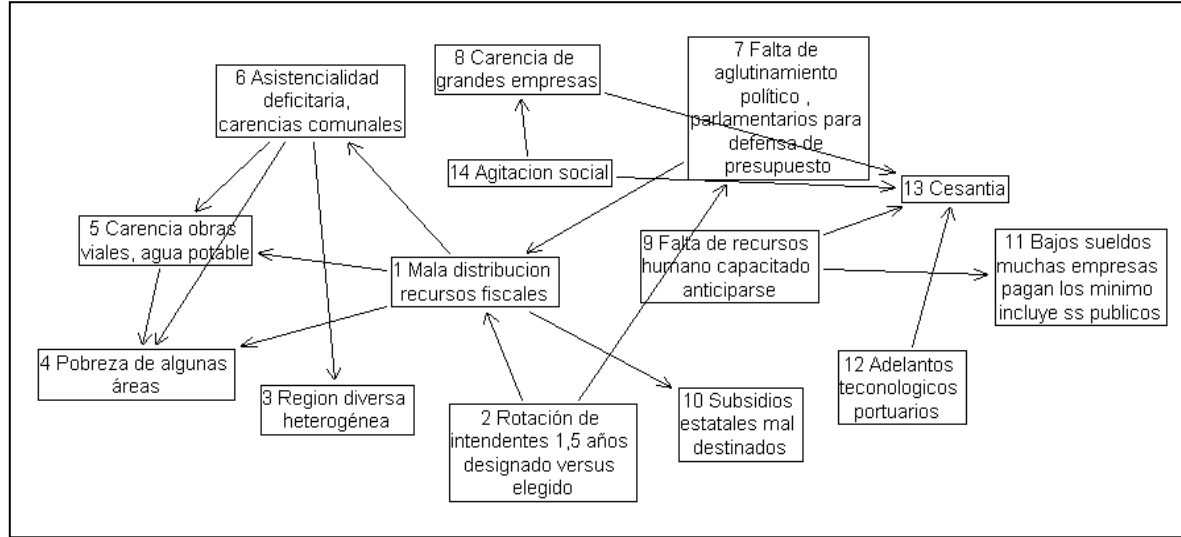 6 Asistencialidad
deficitaria,
carencias comunales
8 Carencia de
grandes empresas
7 Falta de
aglutinamiento
político ,
parlamentarios para
defensa de
presupuesto
14 Agitacion social
13 Cesantia
5 Carencia obras
viales, agua potable
1 Mala distribucion
recursos fiscales
9 Falta de recursos
humano capacitado
anticiparse
11 Bajos sueldos
muchas empresas
pagan los minimo
incluye ss publicos
4 Pobreza de algunas
áreas
3 Region diversa
heterogénea
2 Rotación de
intendentes 1,5 años
designado versus
elegido
10 Subsidios
estatales mal
destinados
12 Adelantos
teconologicos
portuarios